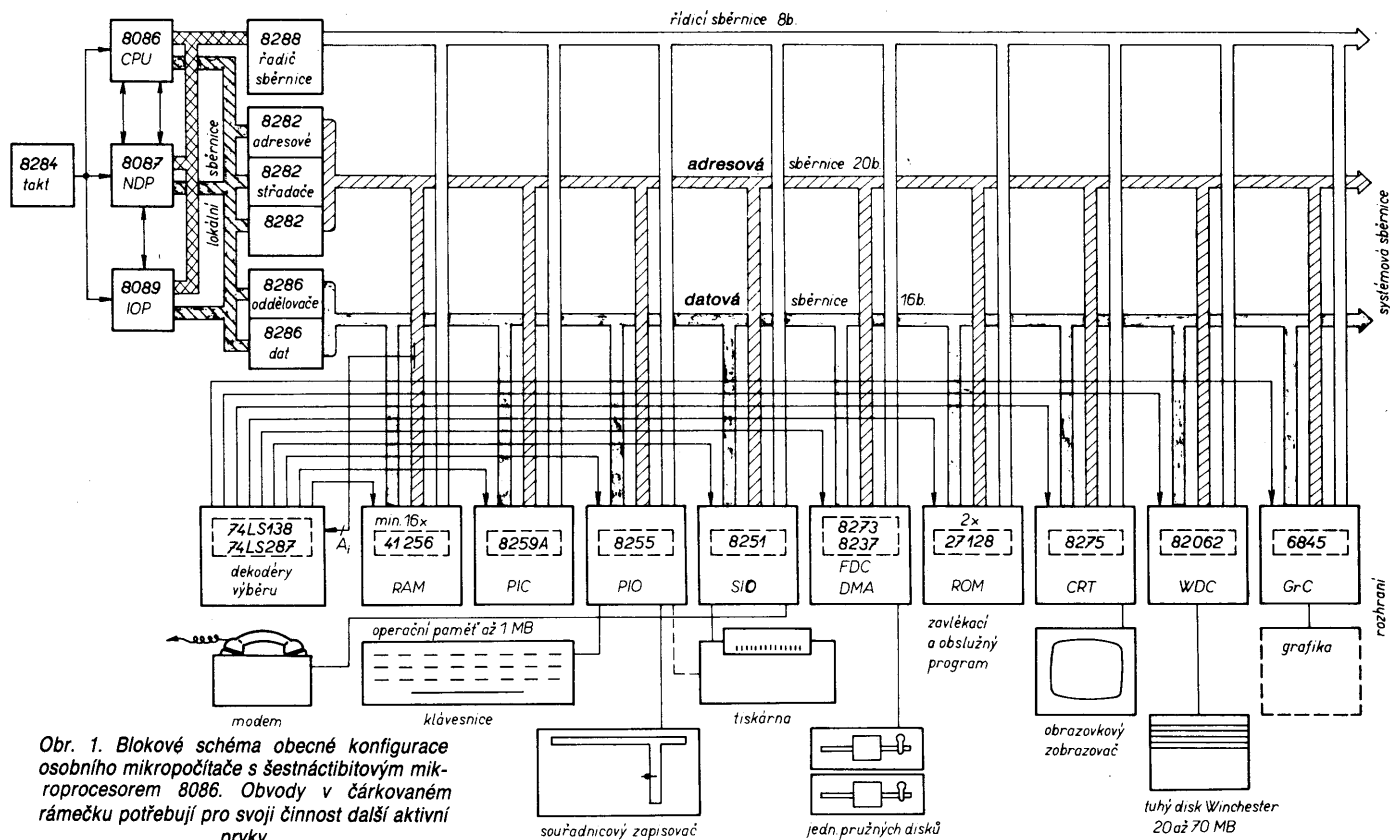 řídicí sběrnice 8b.
8086
CPU
8288
řadič
sběrnice
8284
takt
8087
NDP
lokální sběrnice
8282
adresové
8282
střadače
8282
adresová sběrnice 20b.
8089
IOP
8286
oddělovače
8286
dat
datová sběrnice 16b.
systémová sběrnice
74LS138
74LS287
dekodéry
výběru
Ai
min. 16x
41256
RAM
8259A
PIC
8255
PIO
8251
SIO
8273
8237
FDC
DMA
2x
27128
ROM
8275
CRT
82062
WDC
6845
GrC
rozhraní
operační paměť až 1 MB
zavlékací
a obslužný
program
grafika
modem
klávesnice
tiskárna
obrazovkový
zobrazovač
souřadnicový zapisovač
jedn. pružných disků
tuhý disk Winchester
20 až 70 MB
Obr. 1. Blokové schéma obecné konfigurace
osobního mikropočítače s šestnáctibitovým mik-
roprocesorem 8086. Obvody v čárkovaném
rámečku potřebují pro svoji činnost další aktivní
prvky